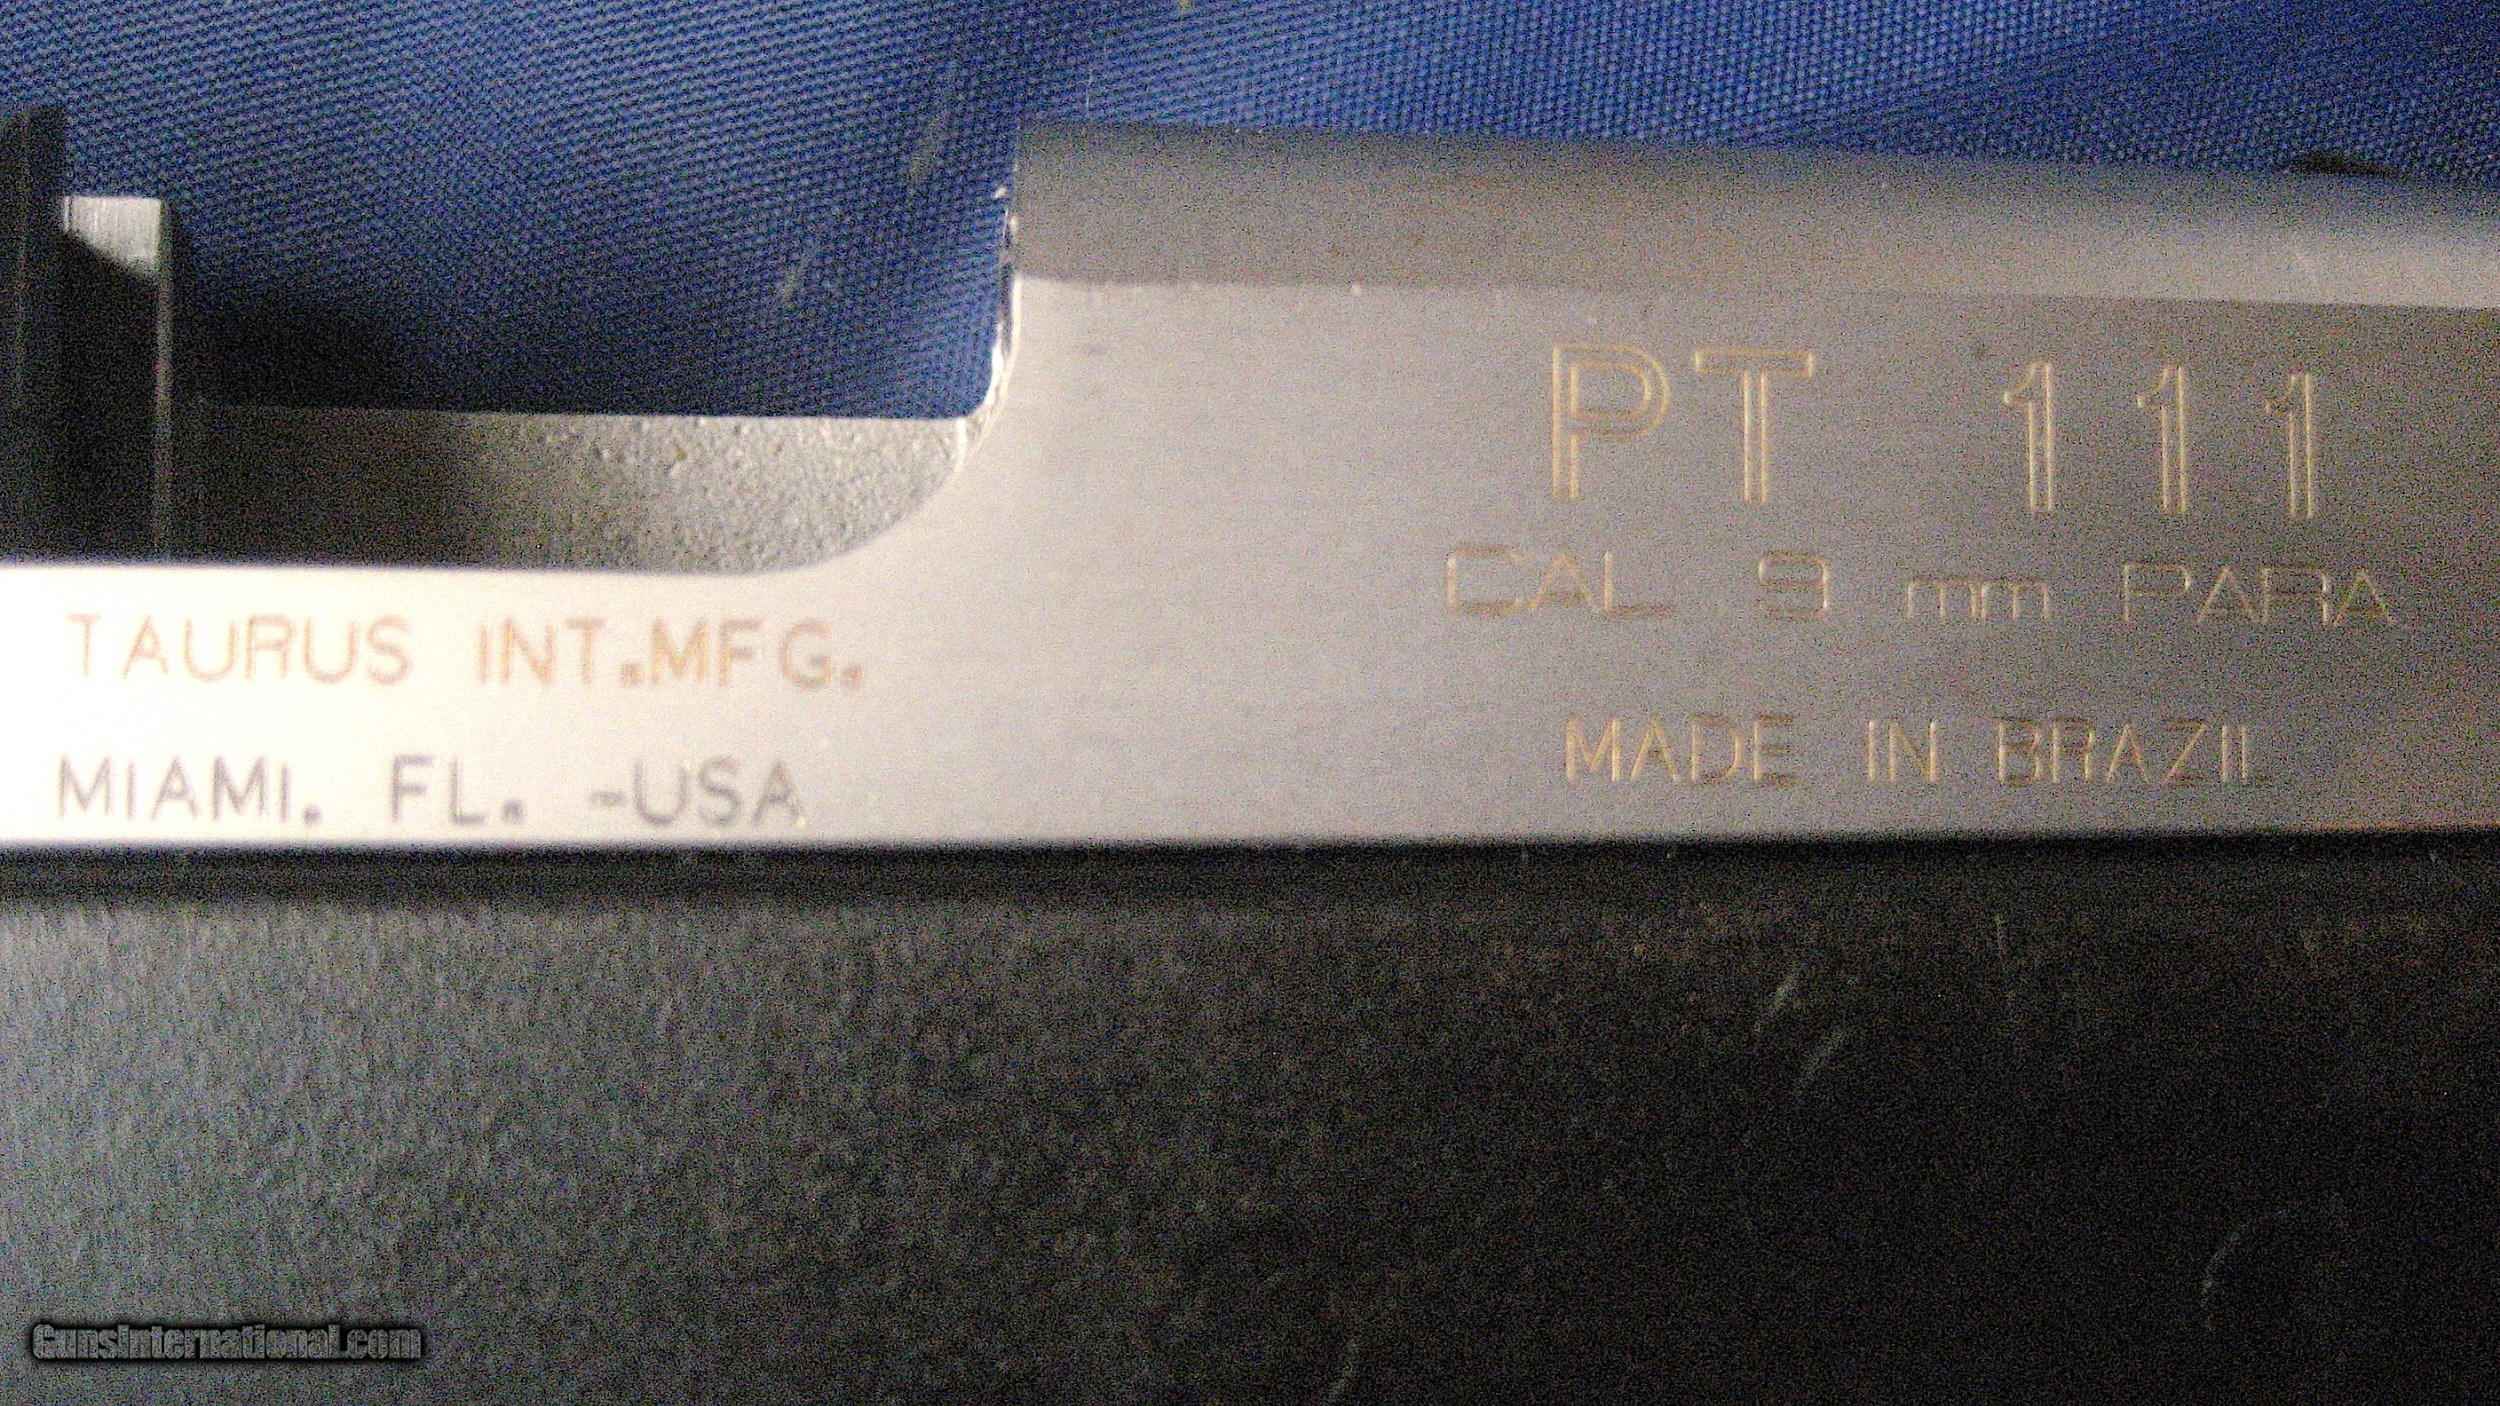 PT 111
CAL 9 mm PARA
TAURUS INT.MFG.
MADE IN BRAZIL
MIAMI. FL. -USA
GunsInternational.com